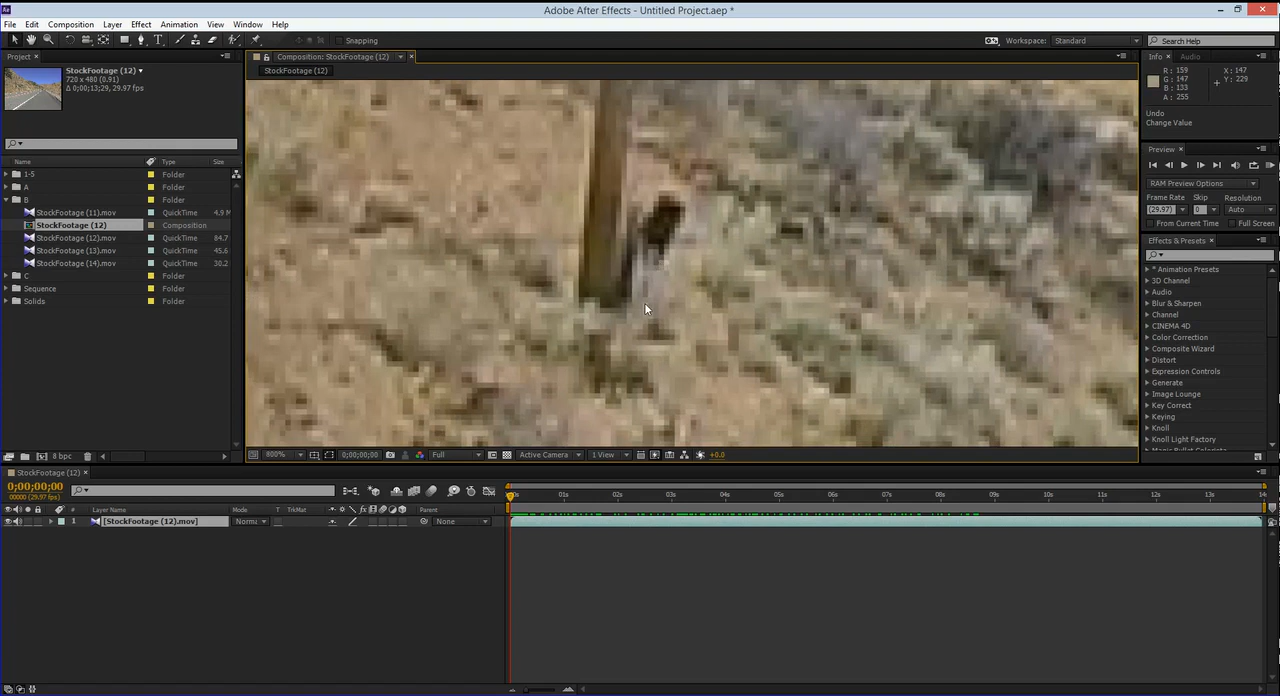 Adobe After Effects - Untitled Project.aep *
File Edit Composition Layer Effect Animation View Window Help
Snapping
Workspace: Standard
Search Help
Project
StockFootage (12)
720 x 480 (0.91)
Δ 0;00;13;29, 29.97 fps
Composition: StockFootage (12)
StockFootage (12)
Info Audio
R : 159
G : 147
B : 133
A : 255
X : 147
Y : 229
Undo
Change Value
Preview
RAM Preview Options
Frame Rate Skip Resolution
(29.97) 0 Auto
From Current Time Full Screen
Effects & Presets
* Animation Presets
3D Channel
Audio
Blur & Sharpen
Channel
CINEMA 4D
Color Correction
Composite Wizard
Distort
Expression Controls
Generate
Image Lounge
Key Correct
Keying
Knoll
Knoll Light Factory
Name Type Size
1-5 Folder
A Folder
B Folder
StockFootage (11).mov QuickTime 4.9 M
StockFootage (12) Composition
StockFootage (12).mov QuickTime 84.7
StockFootage (13).mov QuickTime 45.6
StockFootage (14).mov QuickTime 30.2
C Folder
Sequence Folder
Solids Folder
8 bpc
800% 0;00;00;00 Full Active Camera 1 View +0.0
StockFootage (12)
0;00;00;00
00000 (29.97 fps)
# Layer Name Mode T TrkMat fx Parent
1 [StockFootage (12).mov] Norma None
01s 02s 03s 04s 05s 06s 07s 08s 09s 10s 11s 12s 13s 14